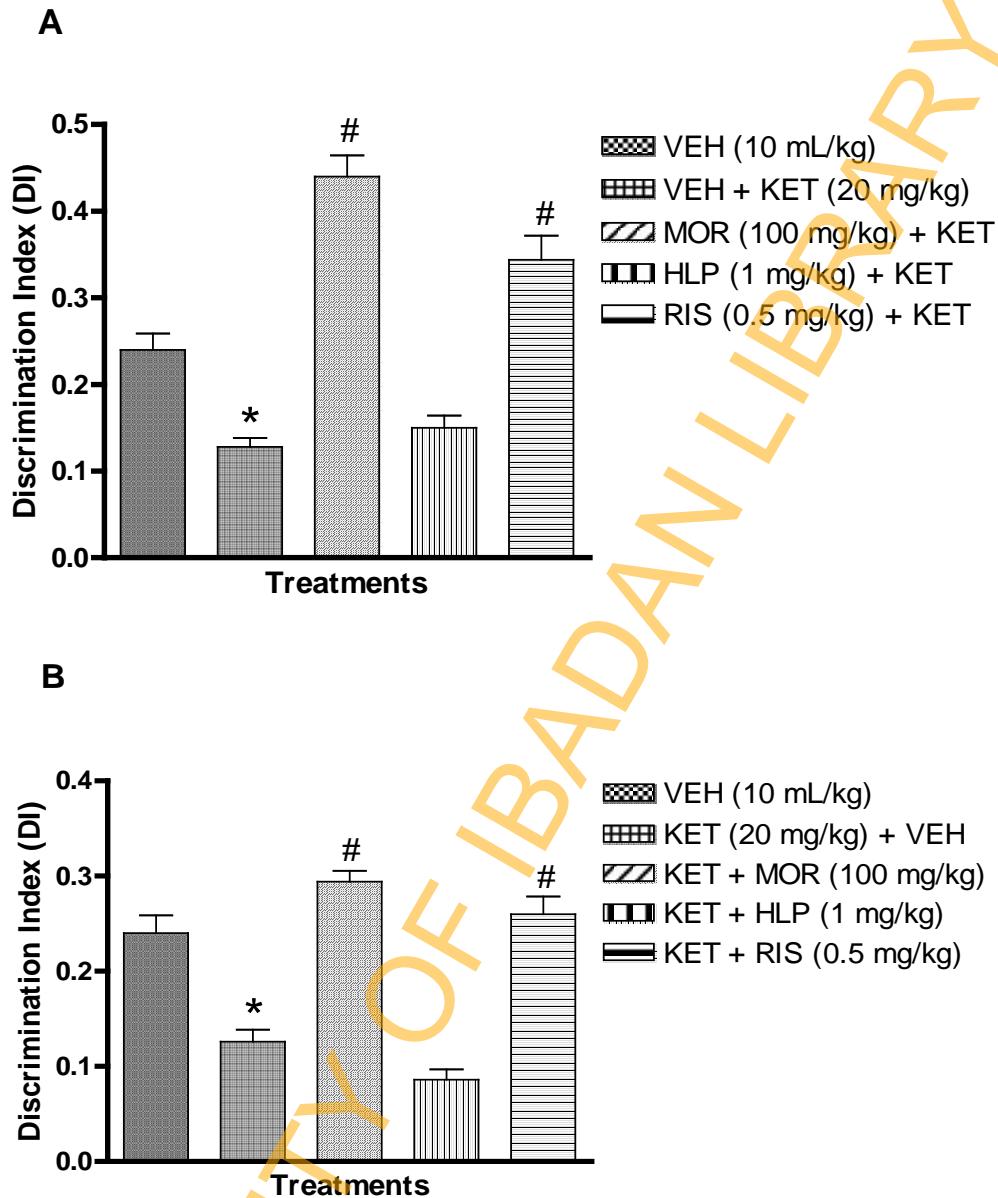 A
Discrimination Index (DI)
0.5
0.4
0.3
0.2
0.1
0.0
#
*
#
Treatments
VEH (10 mL/kg)
VEH + KET (20 mg/kg)
MOR (100 mg/kg) + KET
HLP (1 mg/kg) + KET
RIS (0.5 mg/kg) + KET
B
Discrimination Index (DI)
0.4
0.3
0.2
0.1
0.0
#
#
*
Treatments
VEH (10 mL/kg)
KET (20 mg/kg) + VEH
KET + MOR (100 mg/kg)
KET + HLP (1 mg/kg)
KET + RIS (0.5 mg/kg)
TY OF IBADAN LIBRARY